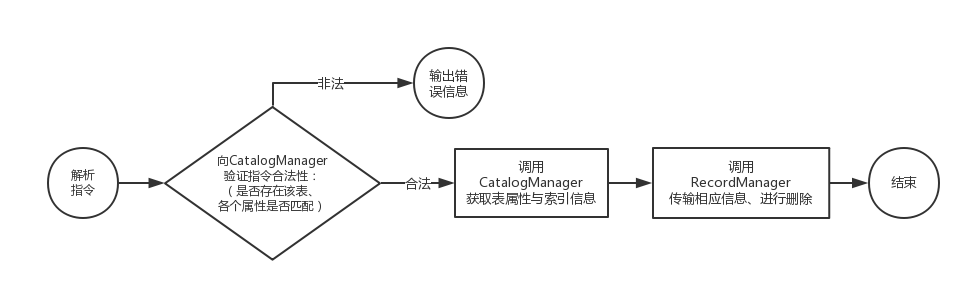 解析
指令
向CatalogManager
验证指令合法性：
（是否存在该表、
各个属性是否匹配）
非法
输出错
误信息
合法
调用
CatalogManager
获取表属性与索引信息
调用
RecordManager
传输相应信息、进行删除
结束